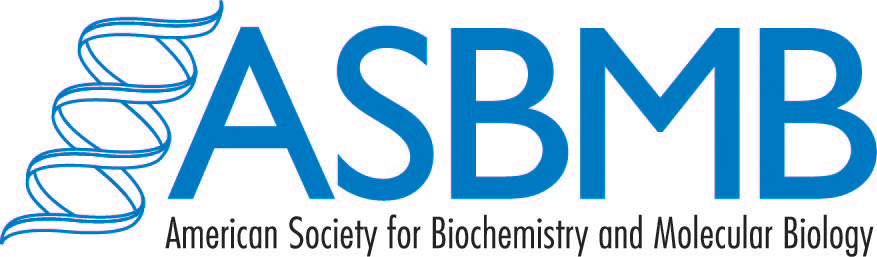 ASBMB
American Society for Biochemistry and Molecular Biology